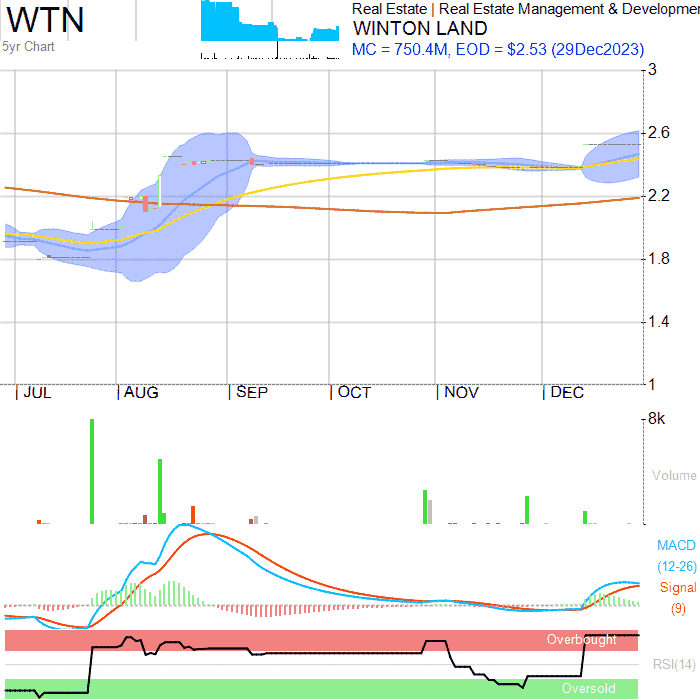 WTN
5yr Chart
Real Estate | Real Estate Management & Developmen
WINTON LAND
MC = 750.4M, EOD = $2.53 (29Dec2023)
3
2.6
2.2
1.8
1.4
1
JUL AUG SEP OCT NOV DEC
8k
Volume
MACD
(12-26)
Signal
(9)
Overbought
RSI(14)
Oversold